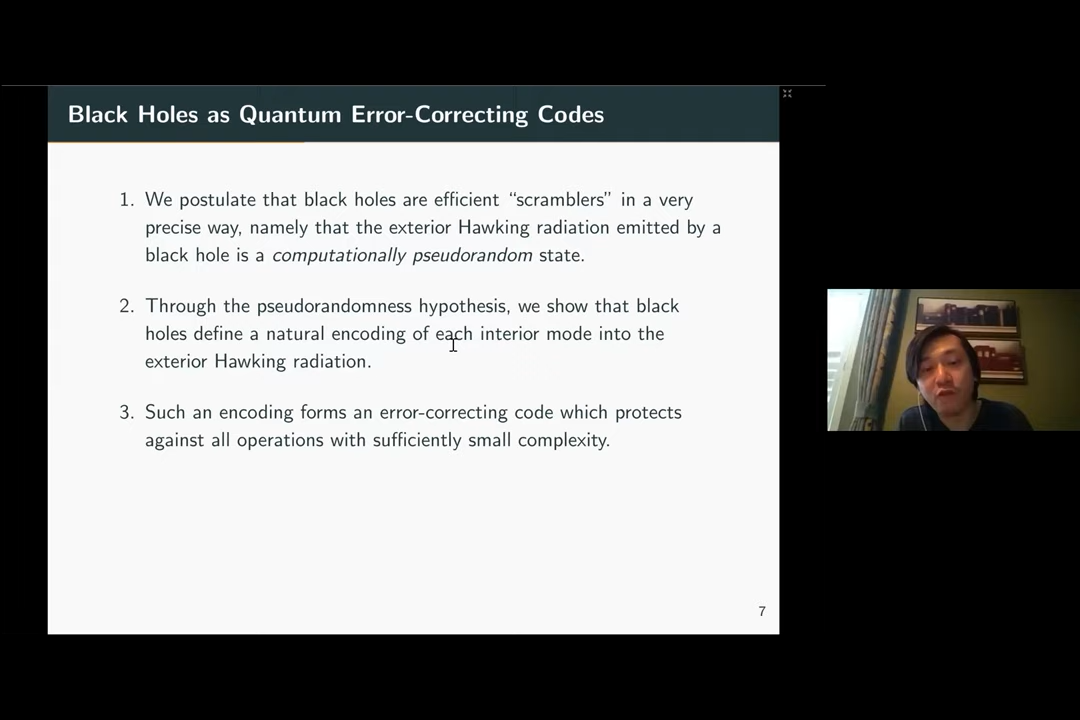 Black Holes as Quantum Error-Correcting Codes
1. We postulate that black holes are efficient “scramblers” in a very
precise way, namely that the exterior Hawking radiation emitted by a
black hole is a computationally pseudorandom state.
2. Through the pseudorandomness hypothesis, we show that black
holes define a natural encoding of each interior mode into the
exterior Hawking radiation.
3. Such an encoding forms an error-correcting code which protects
against all operations with sufficiently small complexity.
7